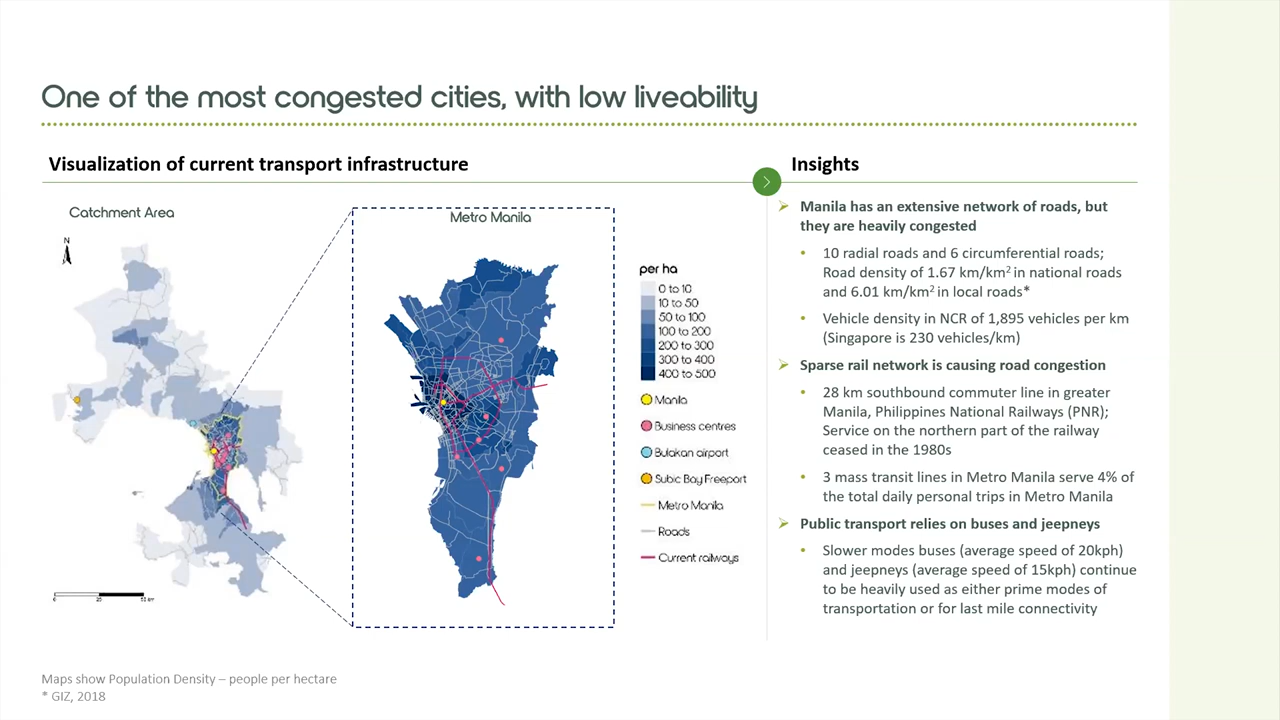 One of the most congested cities, with low liveability
Visualization of current transport infrastructure
Catchment Area
N
0 25 50 km
Metro Manila
per ha
0 to 10
10 to 50
50 to 100
100 to 200
200 to 300
300 to 400
400 to 500
Manila
Business centres
Bulakan airport
Subic Bay Freeport
Metro Manila
Roads
Current railways
Insights
Manila has an extensive network of roads, but
they are heavily congested
• 10 radial roads and 6 circumferential roads;
Road density of 1.67 km/km² in national roads
and 6.01 km/km² in local roads*
• Vehicle density in NCR of 1,895 vehicles per km
(Singapore is 230 vehicles/km)
Sparse rail network is causing road congestion
• 28 km southbound commuter line in greater
Manila, Philippines National Railways (PNR);
Service on the northern part of the railway
ceased in the 1980s
• 3 mass transit lines in Metro Manila serve 4% of
the total daily personal trips in Metro Manila
Public transport relies on buses and jeepneys
• Slower modes buses (average speed of 20kph)
and jeepneys (average speed of 15kph) continue
to be heavily used as either prime modes of
transportation or for last mile connectivity
Maps show Population Density – people per hectare
* GIZ, 2018